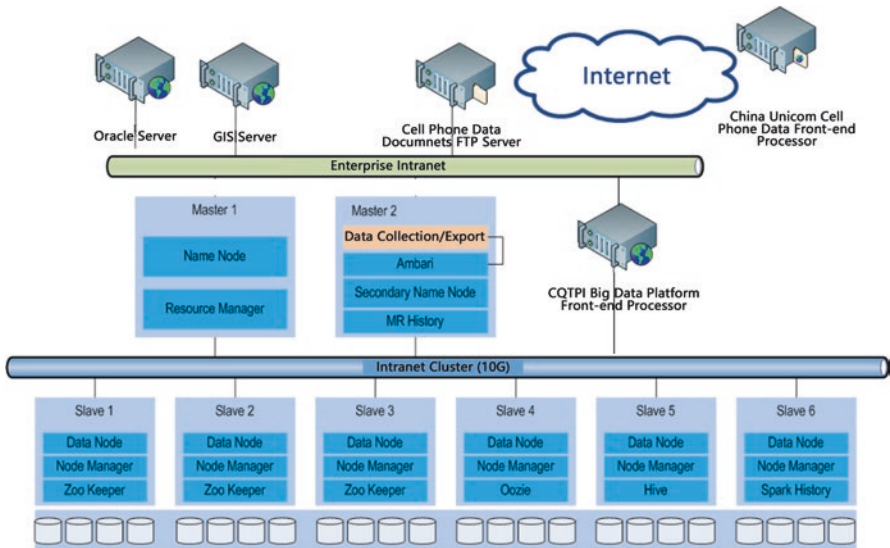 Internet
Oracle Server
GIS Server
Cell Phone Data
Documnets FTP Server
China Unicom Cell
Phone Data Front-end
Processor
Enterprise Intranet
Master 1
Name Node
Resource Manager
Master 2
Data Collection/Export
Ambari
Secondary Name Node
MR History
CQTPI Big Data Platform
Front-end Processor
Intranet Cluster (10G)
Slave 1
Data Node
Node Manager
Zoo Keeper
Slave 2
Data Node
Node Manager
Zoo Keeper
Slave 3
Data Node
Node Manager
Zoo Keeper
Slave 4
Data Node
Node Manager
Oozie
Slave 5
Data Node
Node Manager
Hive
Slave 6
Data Node
Node Manager
Spark History